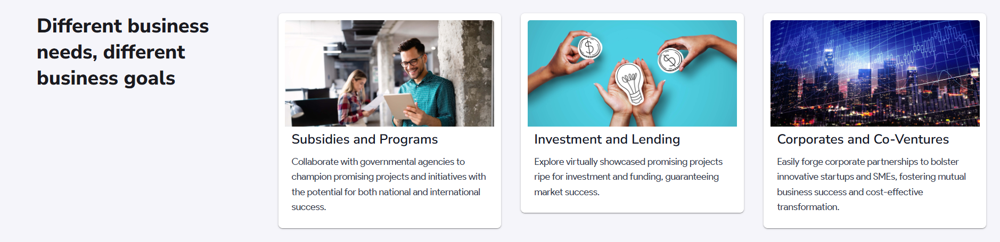 Different business
needs, different
business goals
Subsidies and Programs
Collaborate with governmental agencies to
champion promising projects and initiatives with
the potential for both national and international
success.
Investment and Lending
Explore virtually showcased promising projects
ripe for investment and funding, guaranteeing
market success.
Corporates and Co-Ventures
Easily forge corporate partnerships to bolster
innovative startups and SMEs, fostering mutual
business success and cost-effective
transformation.